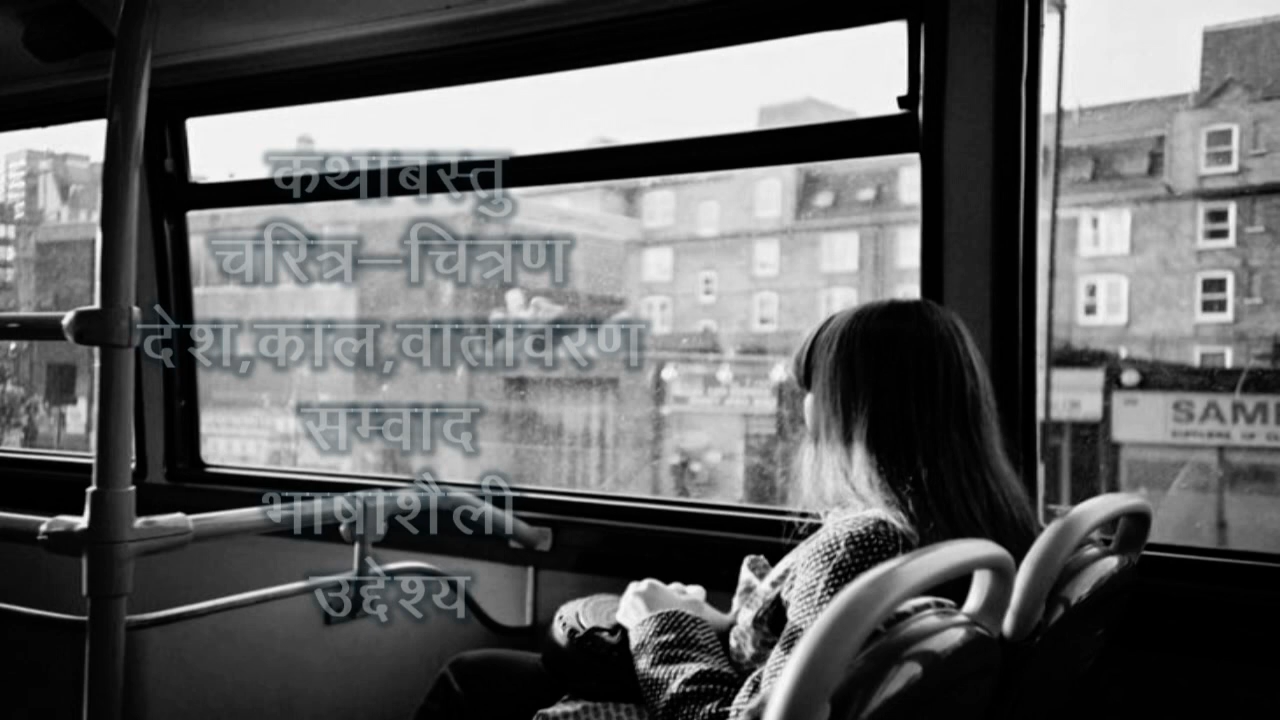 कथाबस्तु
चरित्र–चित्रण
देश,काल,वातावरण
सम्वाद
भाषाशैली
उद्देश्य
SAM